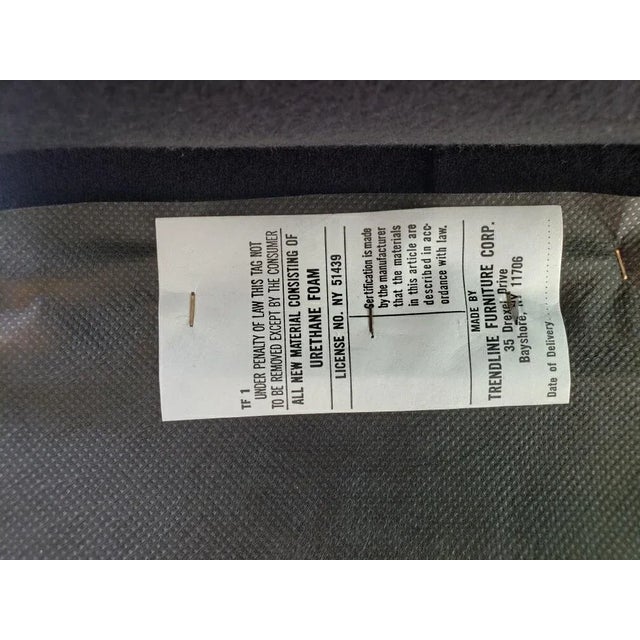 TF 1
UNDER PENALTY OF LAW THIS TAG NOT
TO BE REMOVED EXCEPT BY THE CONSUMER
ALL NEW MATERIAL CONSISTING OF
URETHANE FOAM
LICENSE NO. NY 51439
Certification is made
by the manufacturer
that the materials
in this article are
described in acc-
ordance with law.
MADE BY
TRENDLINE FURNITURE CORP.
35 Drexel Drive
Bayshore, NY 11706
Date of Delivery....................